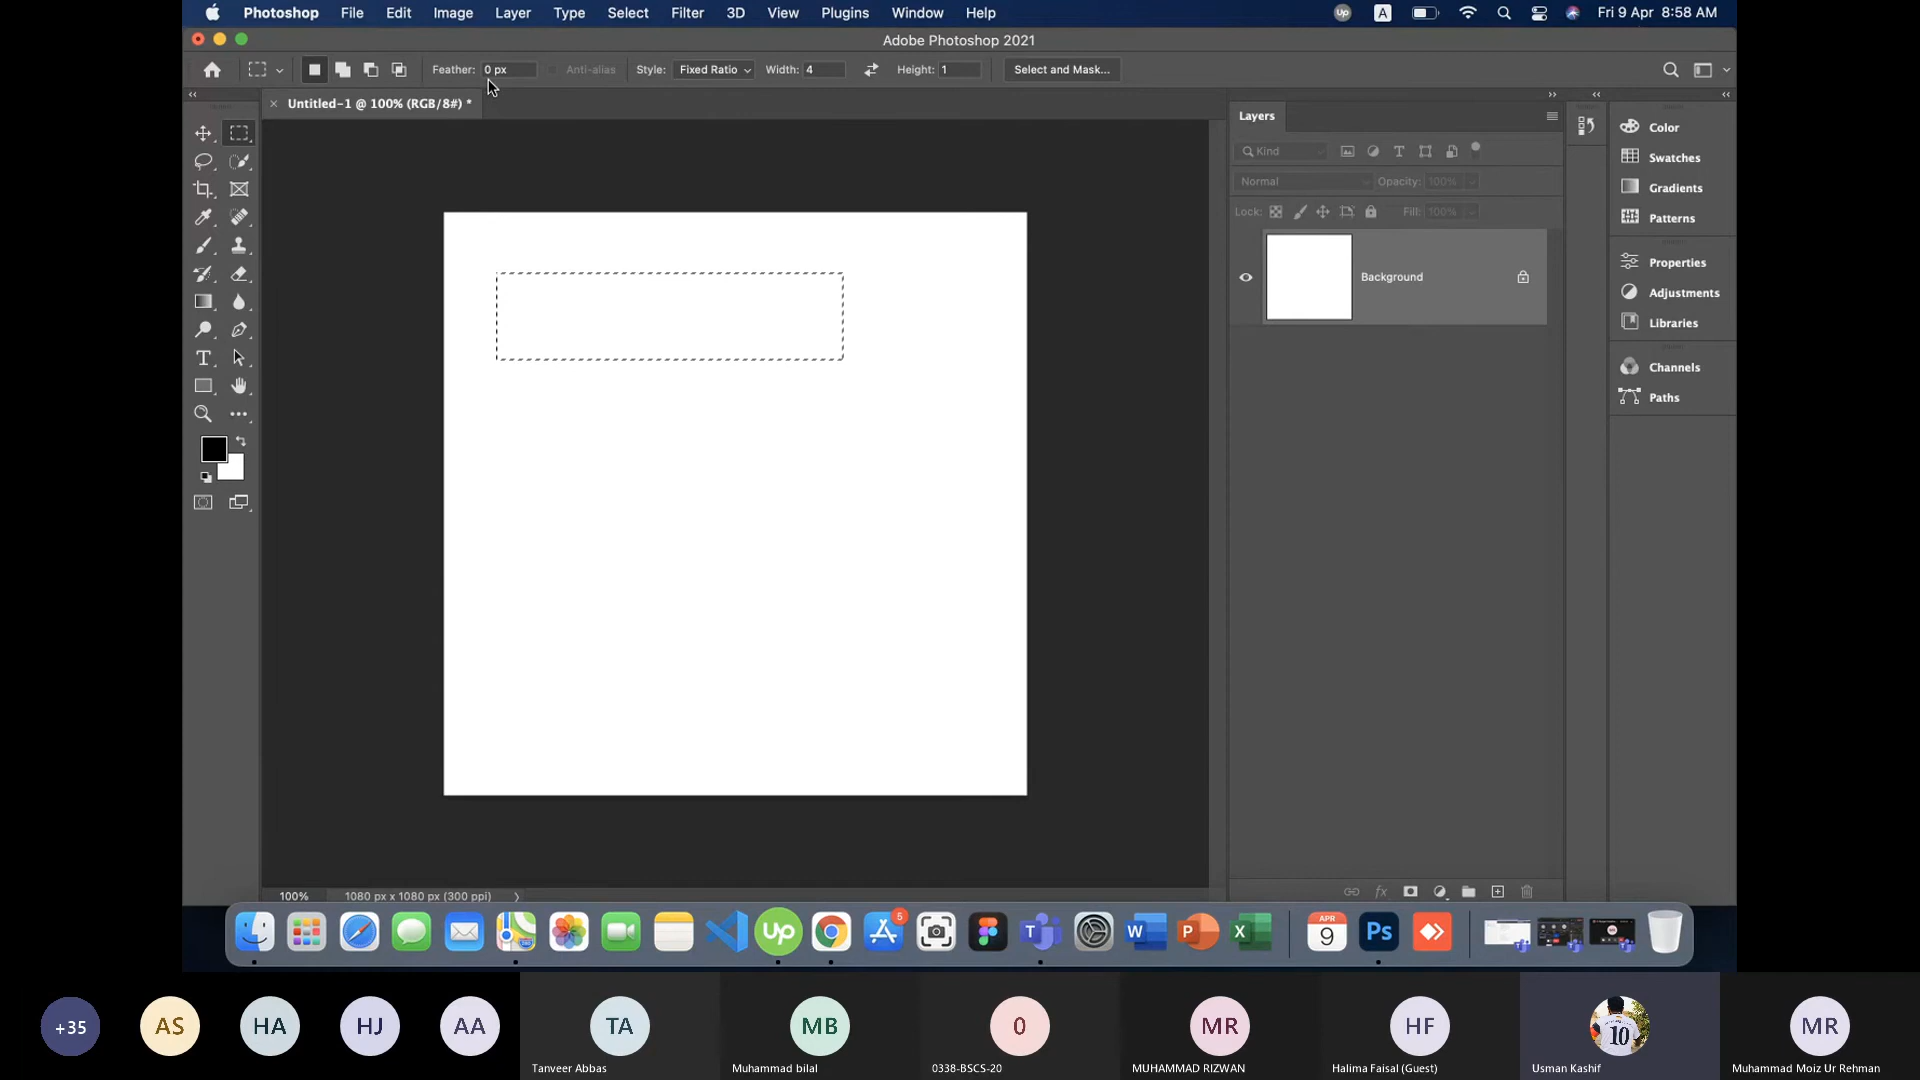 Photoshop File Edit Image Layer Type Select Filter 3D View Plugins Window Help Up A Fri 9 Apr 8:58 AM
Adobe Photoshop 2021
Feather: 0 px Anti-alias Style: Fixed Ratio Width: 4 Height: 1 Select and Mask...
Untitled-1 @ 100% (RGB/8#) *
Layers
Kind
Normal Opacity: 100%
Lock: Fill: 100%
Background
Color
Swatches
Gradients
Patterns
Properties
Adjustments
Libraries
Channels
Paths
100% 1080 px x 1080 px (300 ppi)
Up 5 T W P X APR 9 Ps
+35 AS HA HJ AA TA MB 0 MR HF 10 MR
Tanveer Abbas Muhammad bilal 0338-BSCS-20 MUHAMMAD RIZWAN Halima Faisal (Guest) Usman Kashif Muhammad Moiz Ur Rehman